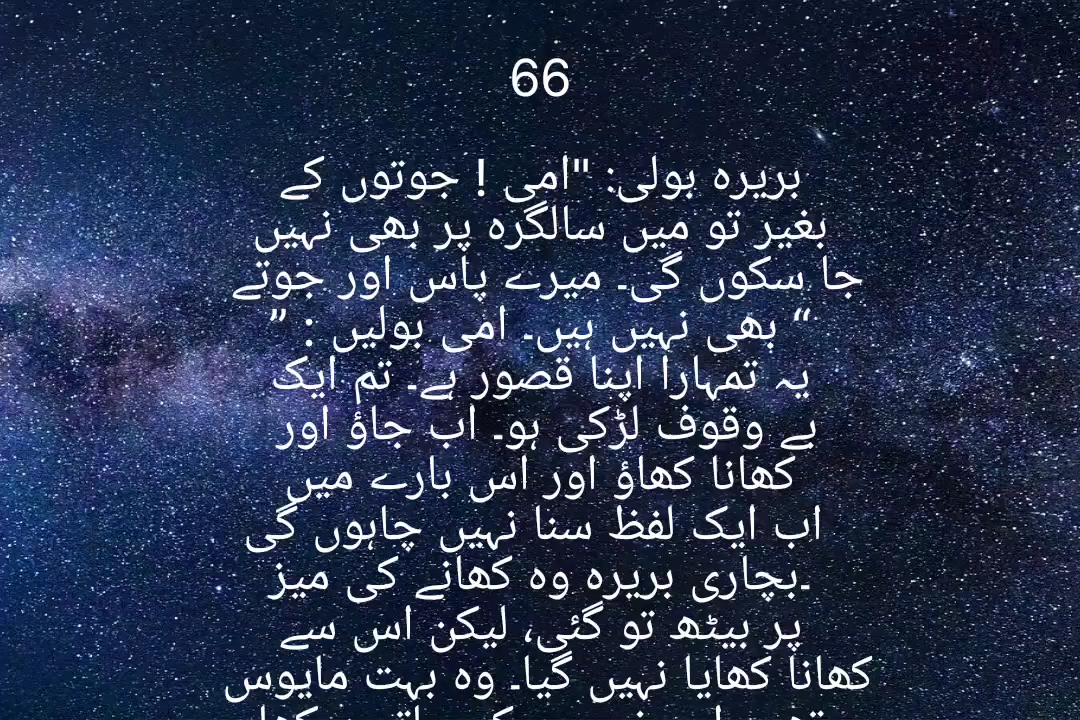 66
بریرہ بولی: "امی ! جوتوں کے
بغیر تو میں سالگرہ پر بھی نہیں
جا سکوں گی۔ میرے پاس اور جوتے
بھی نہیں ہیں۔ امی بولیں : ”
یہ تمہارا اپنا قصور ہے۔ تم ایک
بے وقوف لڑکی ہو۔ اب جاؤ اور
کھانا کھاؤ اور اس بارے میں
اب ایک لفظ سنا نہیں چاہوں گی
۔بچاری بریرہ وہ کھانے کی میز
پر بیٹھ تو گئی، لیکن اس سے
کھانا کھایا نہیں گیا۔ وہ بہت مایوس